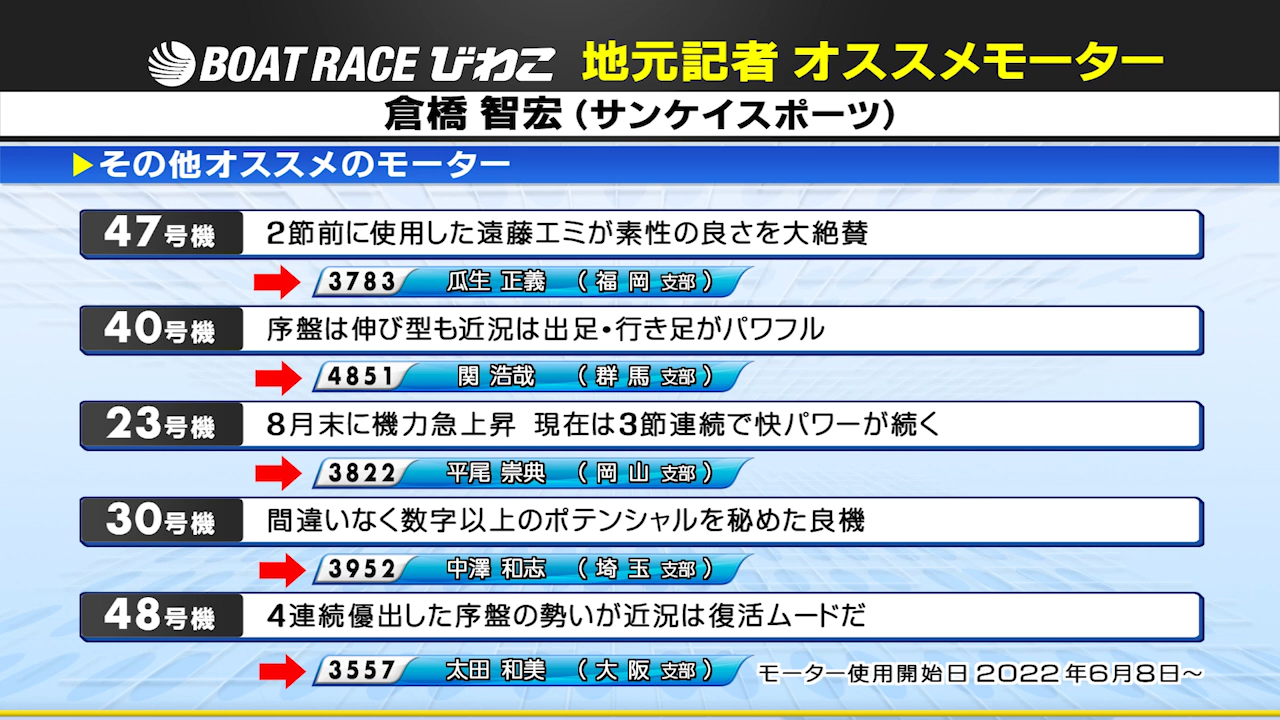 BOAT RACE びわこ 地元記者 オススメモーター
倉橋 智宏(サンケイスポーツ)
▶その他オススメのモーター
47号機 2節前に使用した遠藤エミが素性の良さを大絶賛
3783 瓜生 正義 (福岡支部)
40号機 序盤は伸び型も近況は出足・行き足がパワフル
4851 関 浩哉 (群馬支部)
23号機 8月末に機力急上昇 現在は3節連続で快パワーが続く
3822 平尾 崇典 (岡山支部)
30号機 間違いなく数字以上のポテンシャルを秘めた良機
3952 中澤 和志 (埼玉支部)
48号機 4連続優出した序盤の勢いが近況は復活ムードだ
3557 太田 和美 (大阪支部) モーター使用開始日 2022年6月8日~